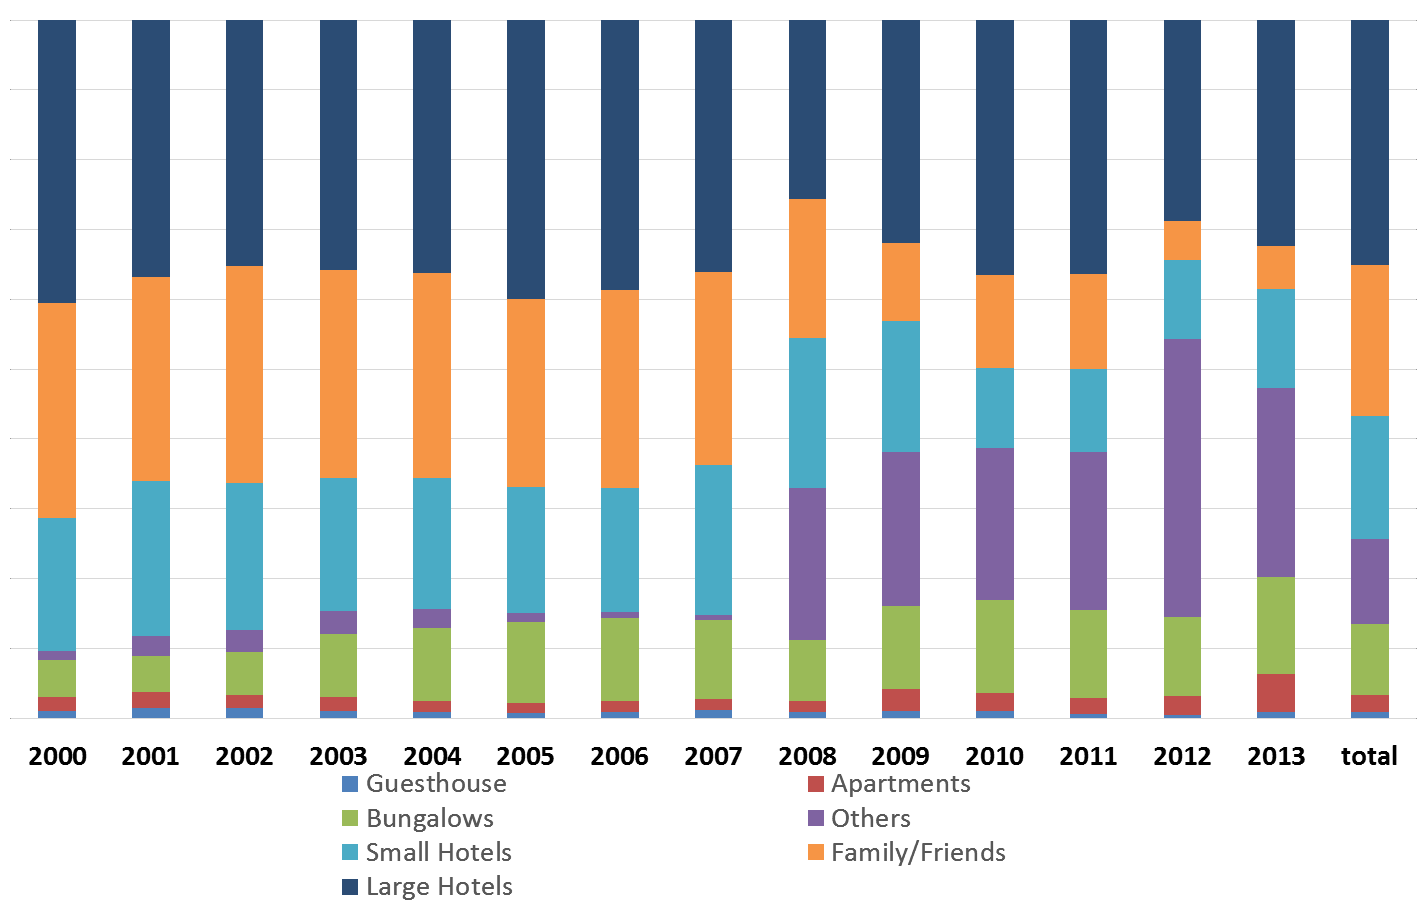 2000 2001 2002 2003 2004 2005 2006 2007 2008 2009 2010 2011 2012 2013 total
Guesthouse Apartments
Bungalows Others
Small Hotels Family/Friends
Large Hotels